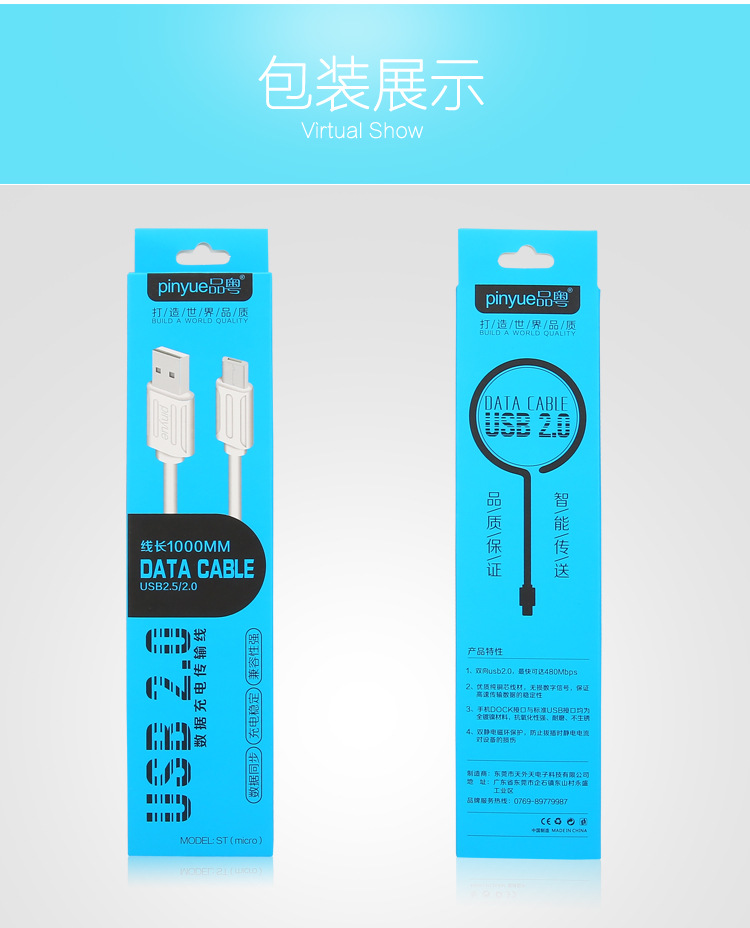 包装展示
Virtual Show
pinyue品粤®
打/造/世/界/品/质
BUILD A WORLD QUALITY
pinyue
线长1000MM
DATA CABLE
USB2.5/2.0
USB 2.0
数据充电传输线
数据同步
充电稳定
兼容性强
MODEL: ST ( micro )
pinyue品粤®
打/造/世/界/品/质
BUILD A WORLD QUALITY
DATA CABLE
USB 2.0
品\质\保\证
智\能\传\送
产品特性
1、双向usb2.0，最快可达480Mbps
2、优质纯铜芯线材，无损数字信号，保证
高速传输数据的稳定性
3、手机DOCK接口与标准USB接口均为
全镀镍材料，抗氧化性强、耐磨、不生锈
4、双静电磁环保护，防止拔插时静电电流
对设备的损伤
制造商：东莞市天外天电子科技有限公司
地 址：广东省东莞市企石镇东山村永盛
工业区
品牌服务热线：0769-89779987
CE
中国制造 MADE IN CHINA